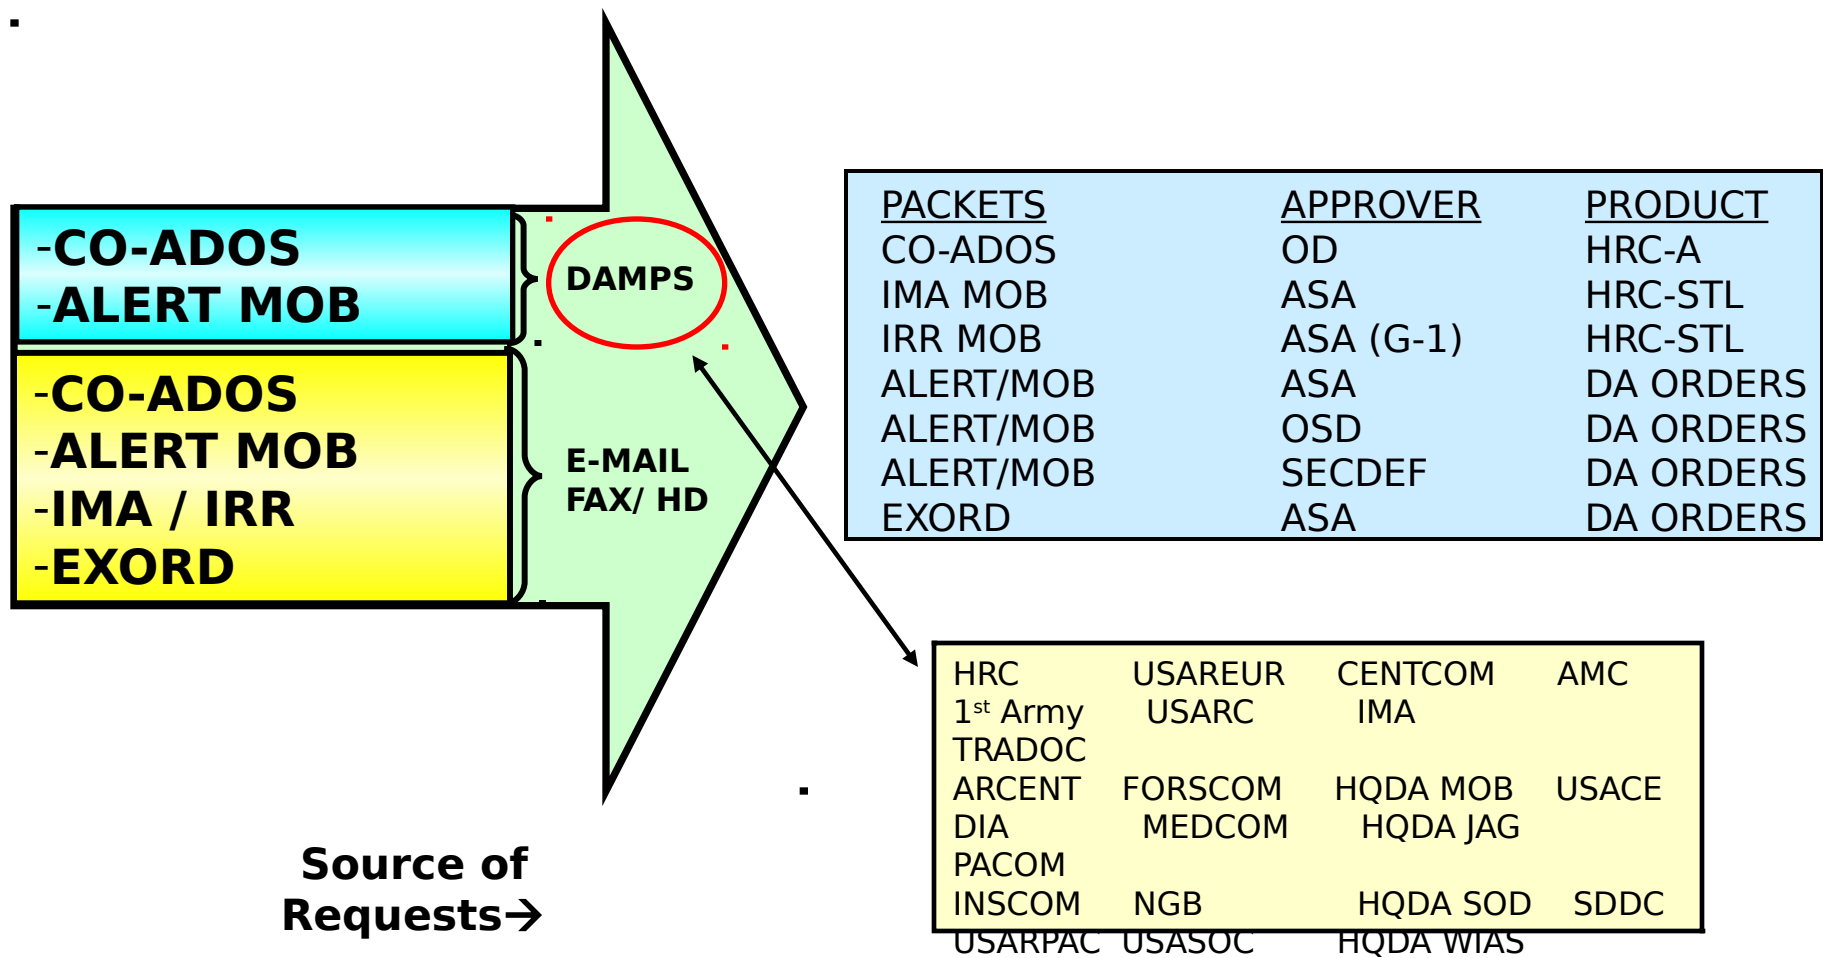 -CO-ADOS
-ALERT MOB
DAMPS
-CO-ADOS
-ALERT MOB
-IMA / IRR
-EXORD
E-MAIL
FAX/ HD
PACKETS APPROVER PRODUCT
CO-ADOS OD HRC-A
IMA MOB ASA HRC-STL
IRR MOB ASA (G-1) HRC-STL
ALERT/MOB ASA DA ORDERS
ALERT/MOB OSD DA ORDERS
ALERT/MOB SECDEF DA ORDERS
EXORD ASA DA ORDERS
HRC USAREUR CENTCOM AMC
1st Army USARC IMA
TRADOC
ARCENT FORSCOM HQDA MOB USACE
DIA MEDCOM HQDA JAG
PACOM
INSCOM NGB HQDA SOD SDDC
USARPAC USASOC HQDA WIAS
Source of
Requests→